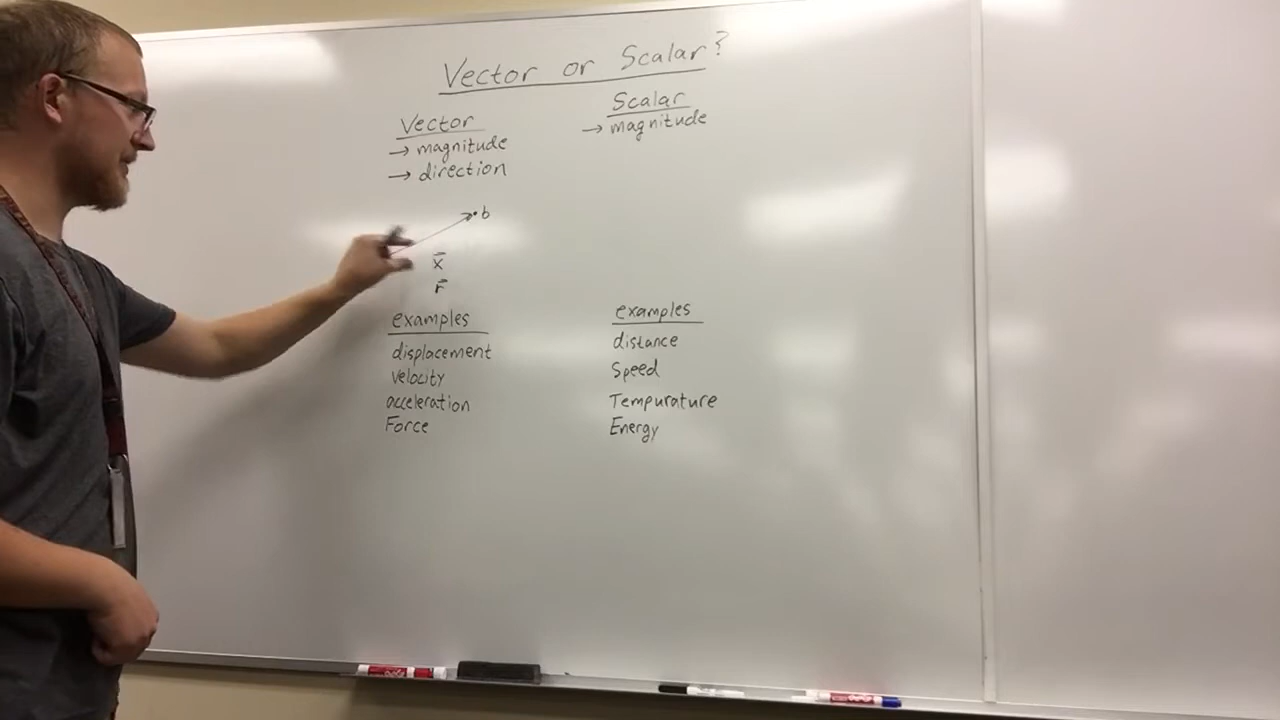 Vector or Scalar?
Vector
→ magnitude
→ direction
b
x⃗
r⃗
examples
displacement
velocity
acceleration
Force
Scalar
→ magnitude
examples
distance
Speed
Tempurature
Energy